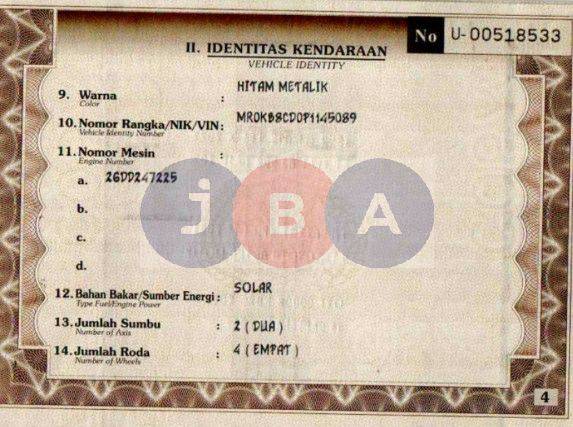 No U-00518533
II. IDENTITAS KENDARAAN
VEHICLE IDENTITY
9. Warna : HITAM METALIK
Color
10. Nomor Rangka/NIK/VIN: MR0KB8CD0P1145089
Vehicle Identity Number
11. Nomor Mesin :
Engine Number
a. 2GDD247225
b.
c.
d.
JBA
12. Bahan Bakar/Sumber Energi : SOLAR
Type Fuel/Engine Power
13. Jumlah Sumbu : 2 ( DUA )
Number of Axis
14. Jumlah Roda : 4 ( EMPAT )
Number of Wheels
4